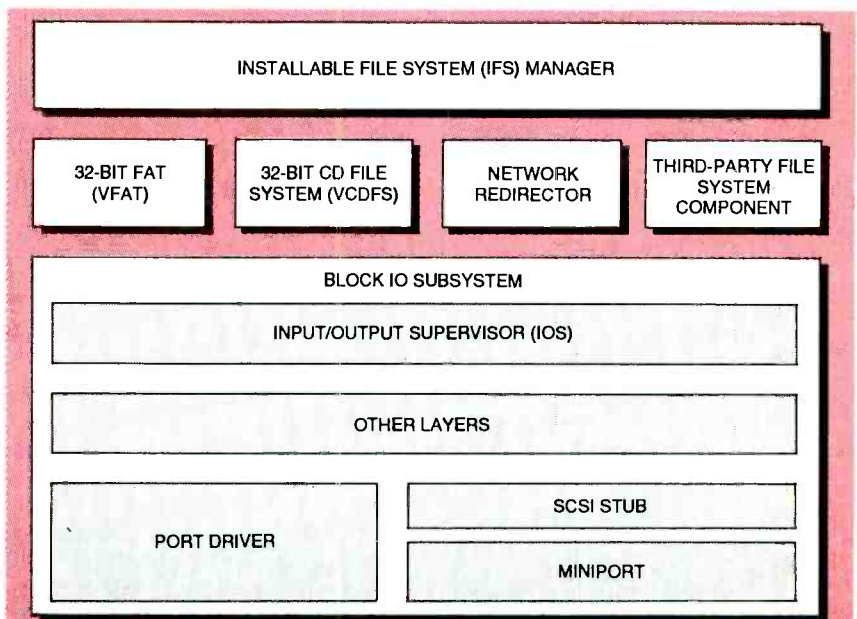 INSTALLABLE FILE SYSTEM (IFS) MANAGER
32-BIT FAT
(VFAT)
32-BIT CD FILE
SYSTEM (VCDFS)
NETWORK
REDIRECTOR
THIRD-PARTY FILE
SYSTEM
COMPONENT
BLOCK IO SUBSYSTEM
INPUT/OUTPUT SUPERVISOR (IOS)
OTHER LAYERS
PORT DRIVER
SCSI STUB
MINIPORT